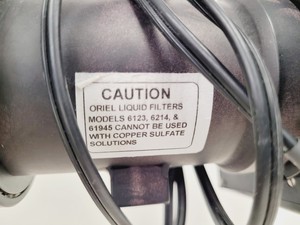 CAUTION
ORIEL LIQUID FILTERS
MODELS 6123, 6214, &
61945 CANNOT BE USED
WITH COPPER SULFATE
SOLUTIONS